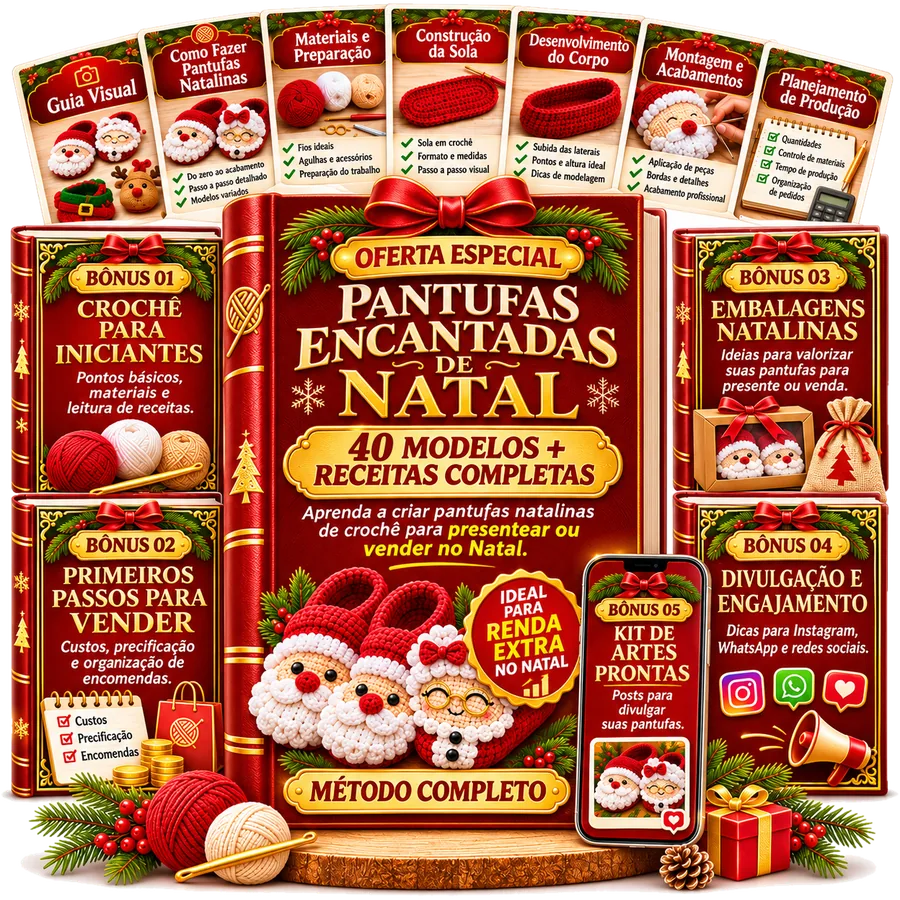 Guia Visual
Como Fazer
Pantufas
Natalinas
Do zero ao acabamento
Passo a passo detalhado
Modelos variados
Materiais e
Preparação
Fios ideais
Agulhas e acessórios
Preparação do trabalho
Construção
da Sola
Sola em crochê
Formato e medidas
Passo a passo visual
Desenvolvimento
do Corpo
Subida das laterais
Pontos e altura ideal
Dicas de modelagem
Montagem e
Acabamentos
Aplicação de peças
Bordas e detalhes
Acabamento profissional
Planejamento
de Produção
Quantidades
Controle de materiais
Tempo de produção
Organização
de pedidos
BÔNUS 01
CROCHÊ
PARA
INICIANTES
Pontos básicos,
materiais e
leitura de receitas.
BÔNUS 02
PRIMEIROS
PASSOS PARA
VENDER
Custos, precificação
e organização de
encomendas.
Custos
Precificação
Encomendas
OFERTA ESPECIAL
PANTUFAS
ENCANTADAS
DE
NATAL
40 MODELOS +
RECEITAS COMPLETAS
Aprenda a criar pantufas natalinas
de crochê para presentear ou
vender no Natal.
IDEAL
PARA
RENDA
EXTRA
NO NATAL
MÉTODO COMPLETO
BÔNUS 03
EMBALAGENS
NATALINAS
Ideias para valorizar
suas pantufas para
presente ou venda.
BÔNUS 04
DIVULGAÇÃO E
ENGAJAMENTO
Dicas para Instagram,
WhatsApp e redes sociais.
BÔNUS 05
KIT DE
ARTES
PRONTAS
Posts para
divulgar
suas pantufas.